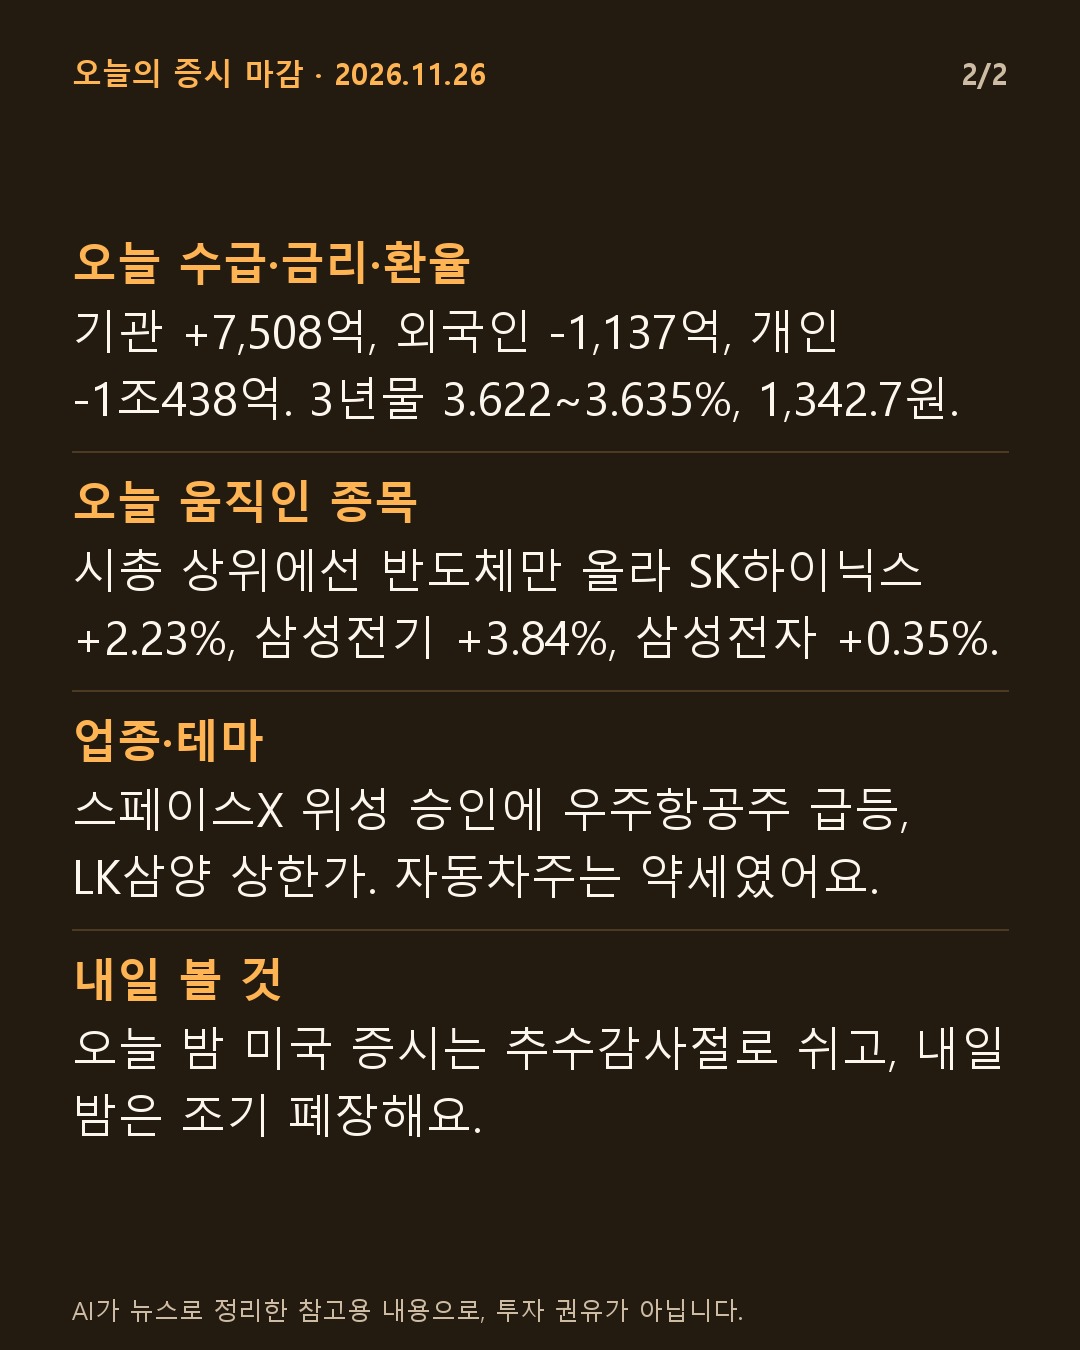 오늘의 증시 마감 · 2026.11.26
2/2
오늘 수급·금리·환율
기관 +7,508억, 외국인 -1,137억, 개인
-1조438억. 3년물 3.622~3.635%, 1,342.7원.
오늘 움직인 종목
시총 상위에선 반도체만 올라 SK하이닉스
+2.23%, 삼성전기 +3.84%, 삼성전자 +0.35%.
업종·테마
스페이스X 위성 승인에 우주항공주 급등,
LK삼양 상한가. 자동차주는 약세였어요.
내일 볼 것
오늘 밤 미국 증시는 추수감사절로 쉬고, 내일
밤은 조기 폐장해요.
AI가 뉴스로 정리한 참고용 내용으로, 투자 권유가 아닙니다.